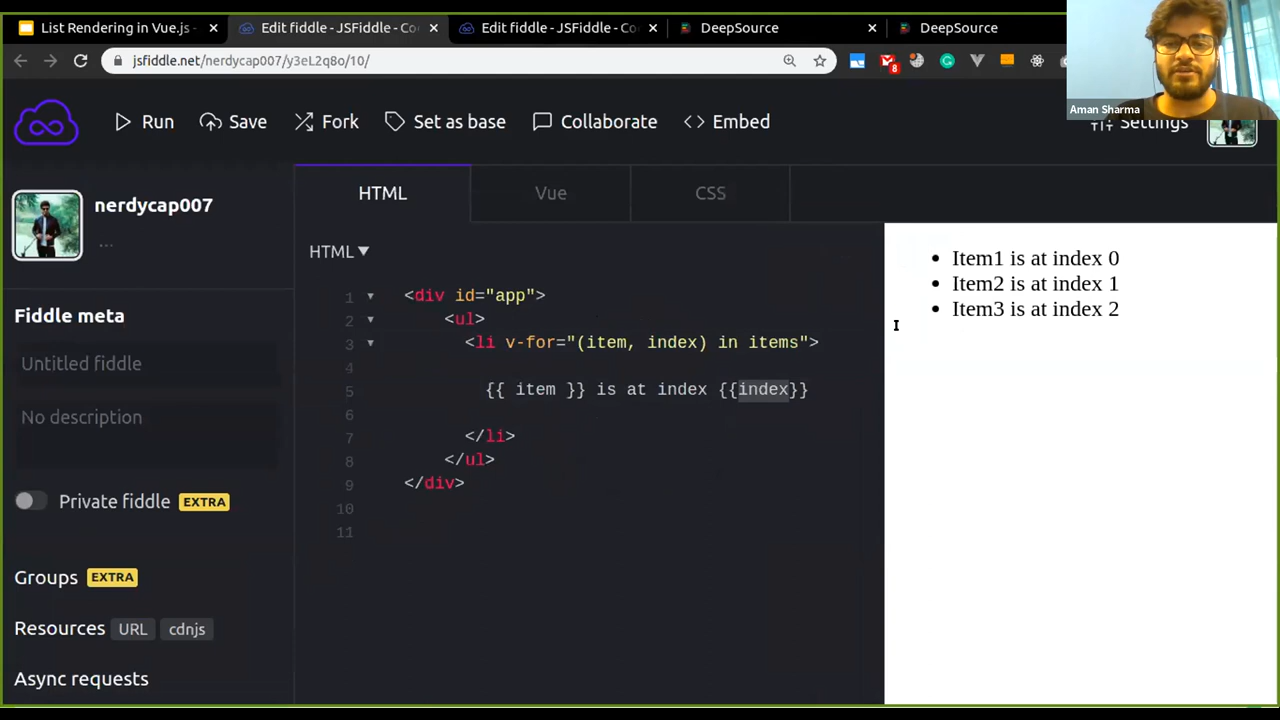 List Rendering in Vue.js -
Edit fiddle - JSFiddle - Co
Edit fiddle - JSFiddle - Co
DeepSource
DeepSource
jsfiddle.net/nerdycap007/y3eL2q8o/10/
8
Aman Sharma
Run
Save
Fork
Set as base
Collaborate
Embed
Settings
nerdycap007
...
HTML
Vue
CSS
HTML▼
Fiddle meta
Untitled fiddle
No description
Private fiddle EXTRA
Groups EXTRA
Resources URL cdnjs
Async requests
1 <div id="app">
2 <ul>
3 <li v-for="(item, index) in items">
4
5 {{ item }} is at index {{index}}
6
7 </li>
8 </ul>
9 </div>
10
11
• Item1 is at index 0
• Item2 is at index 1
• Item3 is at index 2